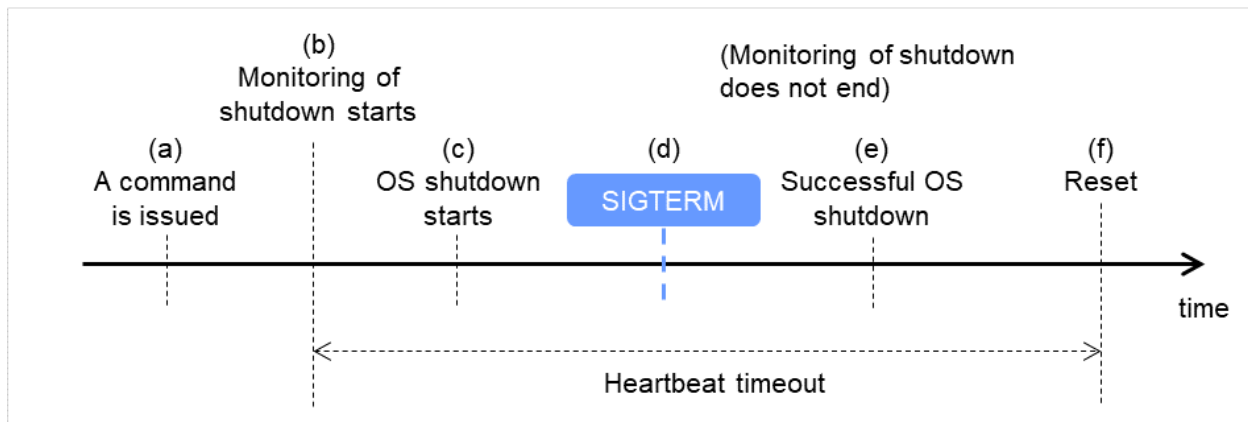 (b)
Monitoring of
shutdown starts
(Monitoring of shutdown
does not end)
(a)
A command
is issued
(c)
OS shutdown
starts
(d)
SIGTERM
(e)
Successful OS
shutdown
(f)
Reset
time
Heartbeat timeout